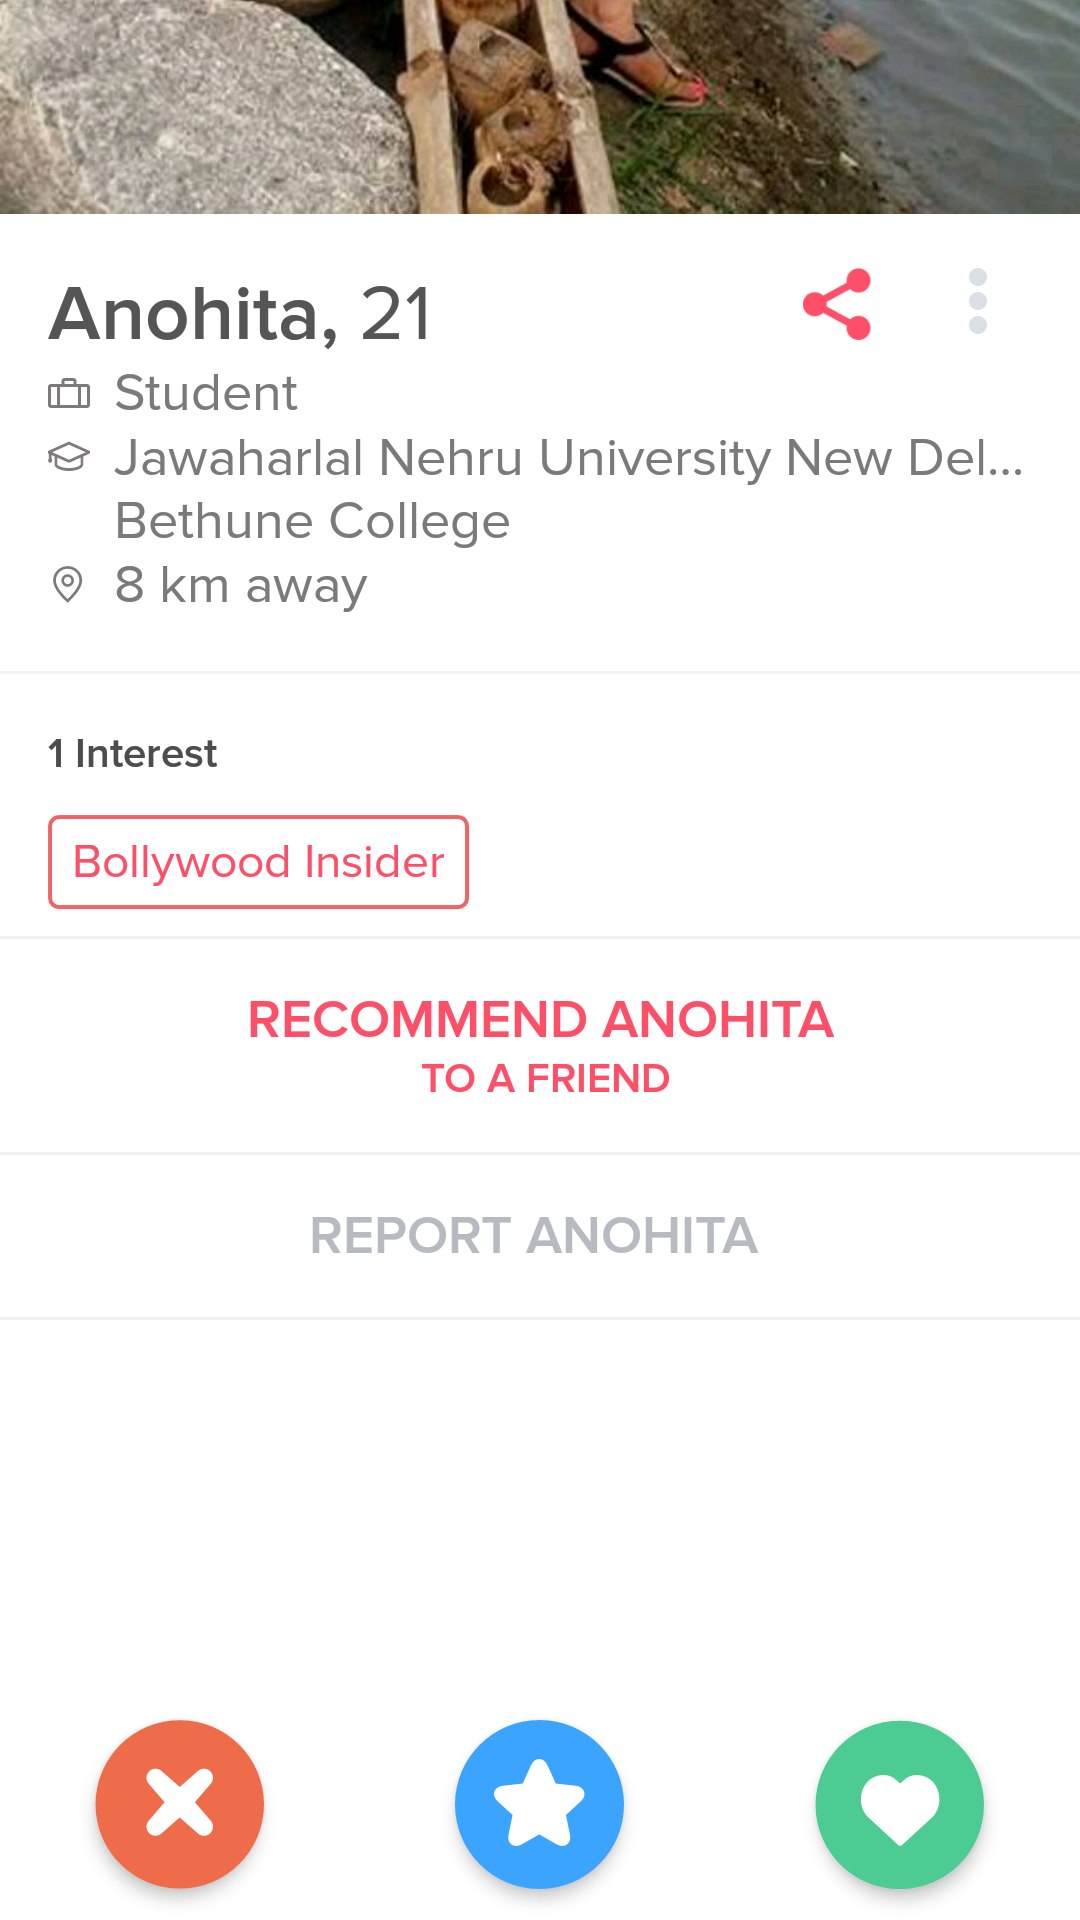 Anohita, 21
Student
Jawaharlal Nehru University New Del...
Bethune College
8 km away
1 Interest
Bollywood Insider
RECOMMEND ANOHITA
TO A FRIEND
REPORT ANOHITA